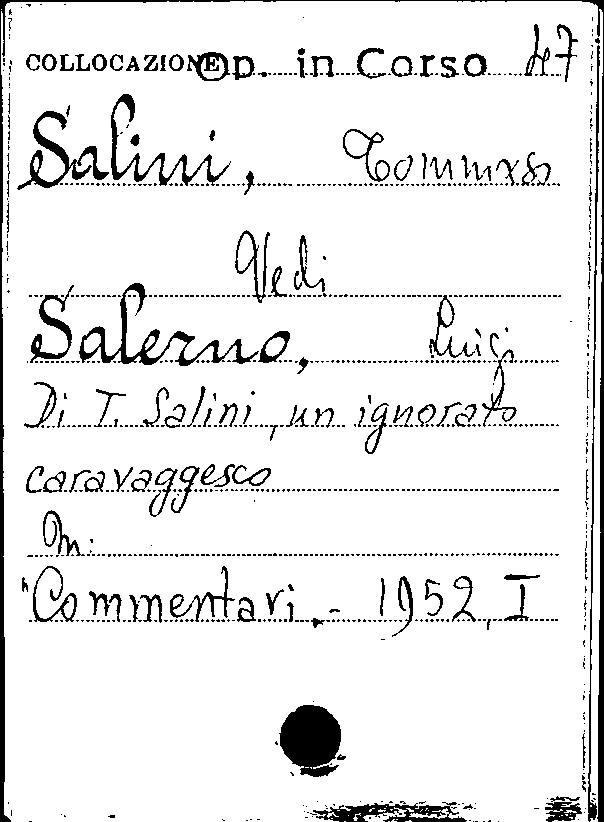 COLLOCAZIONE Op. in Corso 47
Salini, Tommaso
Vedi
Salerno, Luigi
Di T. Salini, un ignorato
caravaggesco
In:
"Commentari.- 1952, I